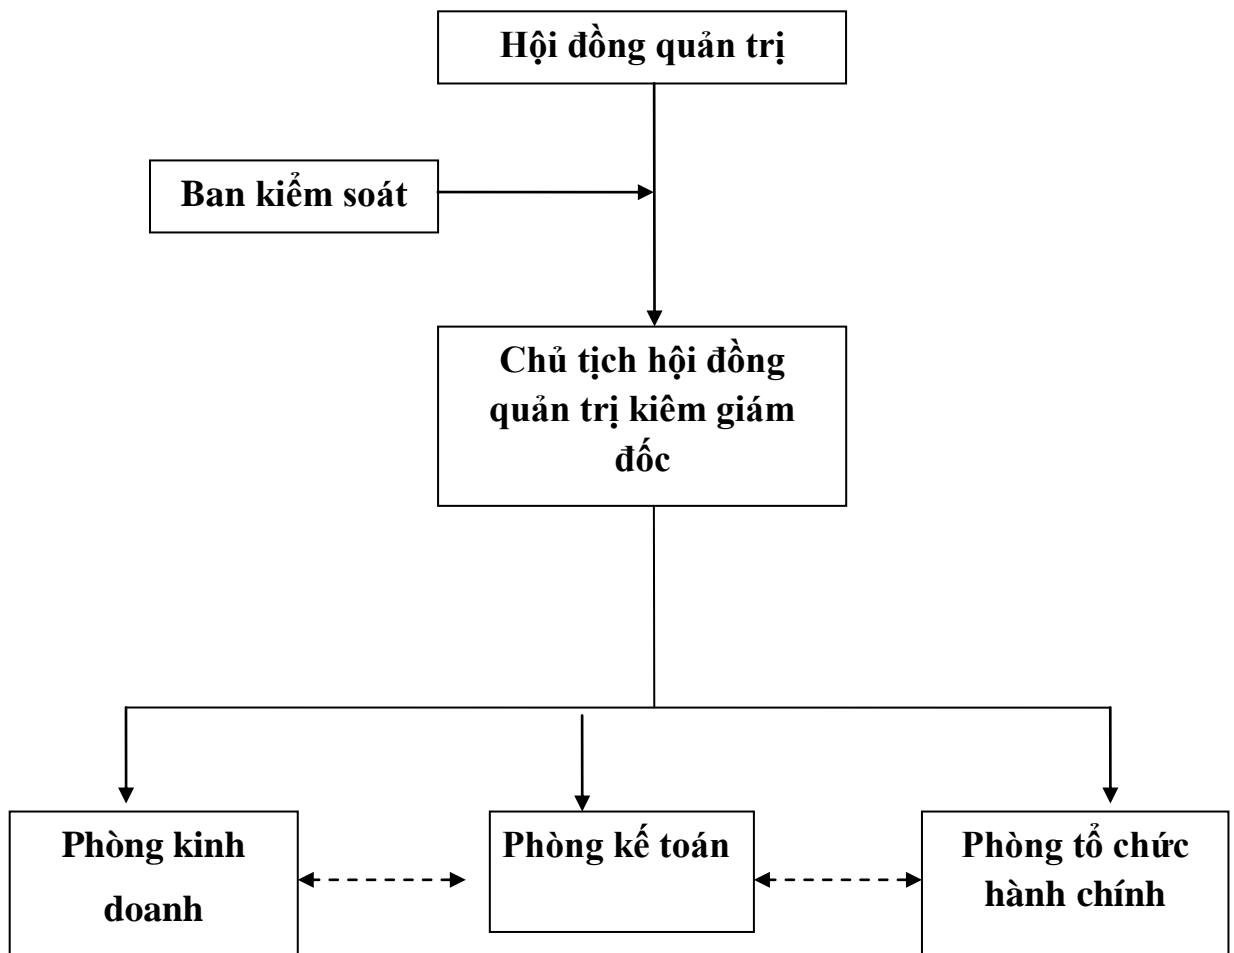 Hội đồng quản trị
Ban kiểm soát
Chủ tịch hội đồng
quản trị kiêm giám
đốc
Phòng kinh
doanh
Phòng kế toán
Phòng tổ chức
hành chính